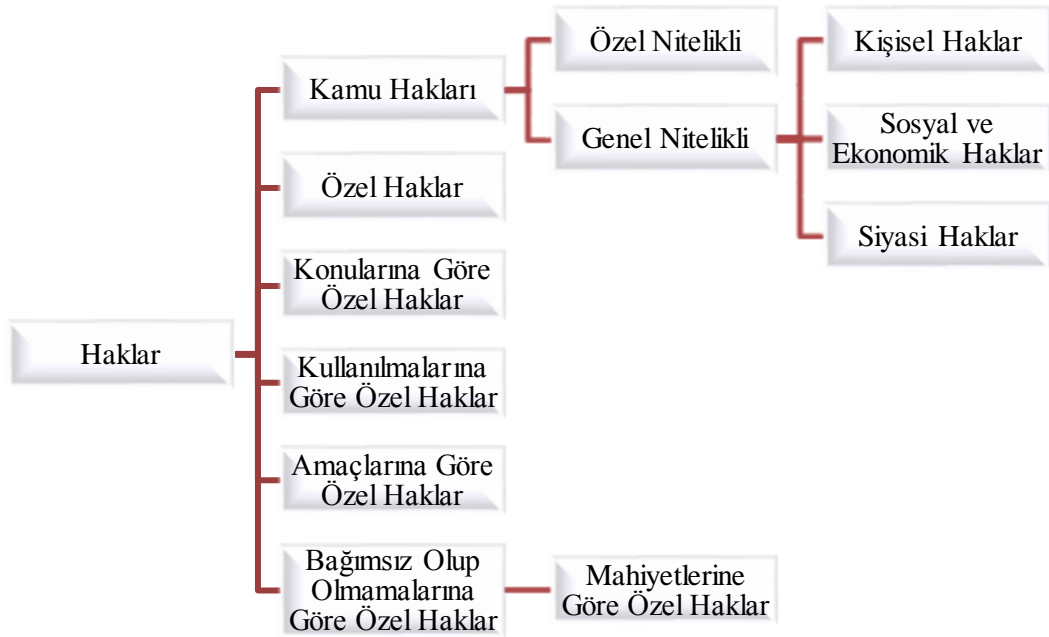 Haklar
Kamu Hakları
Özel Nitelikli
Genel Nitelikli
Kişisel Haklar
Sosyal ve
Ekonomik Haklar
Siyasi Haklar
Özel Haklar
Konularına Göre
Özel Haklar
Kullanılmalarına
Göre Özel Haklar
Amaçlarına Göre
Özel Haklar
Bağımsız Olup
Olmamalarına
Göre Özel Haklar
Mahiyetlerine
Göre Özel Haklar